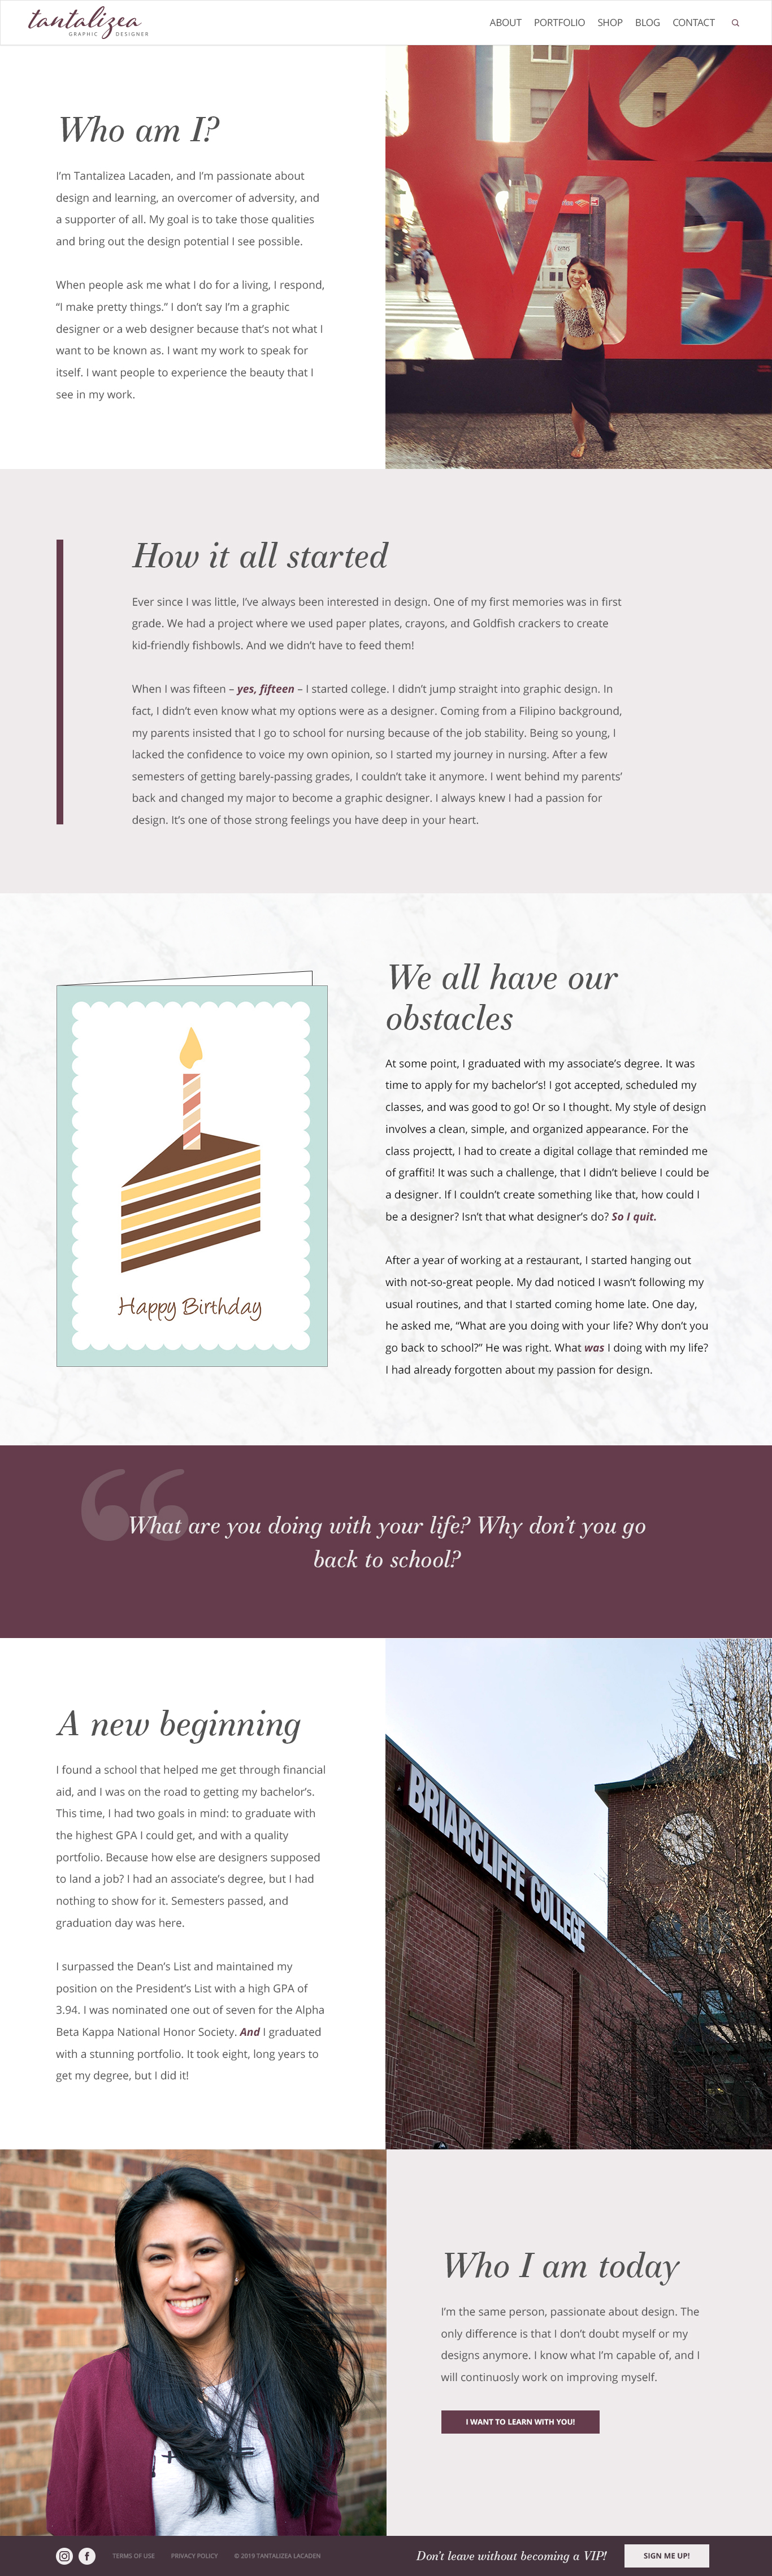 tantalizea
GRAPHIC DESIGNER
ABOUT PORTFOLIO SHOP BLOG CONTACT
Who am I?
I'm Tantalizea Lacaden, and I'm passionate about
design and learning, an overcomer of adversity, and
a supporter of all. My goal is to take those qualities
and bring out the design potential I see possible.
When people ask me what I do for a living, I respond,
“I make pretty things.” I don't say I'm a graphic
designer or a web designer because that's not what I
want to be known as. I want my work to speak for
itself. I want people to experience the beauty that I
see in my work.
VE
How it all started
Ever since I was little, I've always been interested in design. One of my first memories was in first
grade. We had a project where we used paper plates, crayons, and Goldfish crackers to create
kid-friendly fishbowls. And we didn't have to feed them!
When I was fifteen – yes, fifteen – I started college. I didn't jump straight into graphic design. In
fact, I didn't even know what my options were as a designer. Coming from a Filipino background,
my parents insisted that I go to school for nursing because of the job stability. Being so young, I
lacked the confidence to voice my own opinion, so I started my journey in nursing. After a few
semesters of getting barely-passing grades, I couldn't take it anymore. I went behind my parents'
back and changed my major to become a graphic designer. I always knew I had a passion for
design. It's one of those strong feelings you have deep in your heart.
Happy Birthday
We all have our
obstacles
At some point, I graduated with my associate's degree. It was
time to apply for my bachelor's! I got accepted, scheduled my
classes, and was good to go! Or so I thought. My style of design
involves a clean, simple, and organized appearance. For the
class projectt, I had to create a digital collage that reminded me
of graffiti! It was such a challenge, that I didn't believe I could be
a designer. If I couldn't create something like that, how could I
be a designer? Isn't that what designer's do? So I quit.
After a year of working at a restaurant, I started hanging out
with not-so-great people. My dad noticed I wasn't following my
usual routines, and that I started coming home late. One day,
he asked me, “What are you doing with your life? Why don't you
go back to school?” He was right. What was I doing with my life?
I had already forgotten about my passion for design.
“
What are you doing with your life? Why don't you go
back to school?
A new beginning
I found a school that helped me get through financial
aid, and I was on the road to getting my bachelor's.
This time, I had two goals in mind: to graduate with
the highest GPA I could get, and with a quality
portfolio. Because how else are designers supposed
to land a job? I had an associate's degree, but I had
nothing to show for it. Semesters passed, and
graduation day was here.
I surpassed the Dean's List and maintained my
position on the President's List with a high GPA of
3.94. I was nominated one out of seven for the Alpha
Beta Kappa National Honor Society. And I graduated
with a stunning portfolio. It took eight, long years to
get my degree, but I did it!
BRIARCLIFFE COLLEGE
Who I am today
I'm the same person, passionate about design. The
only difference is that I don't doubt myself or my
designs anymore. I know what I'm capable of, and I
will continuosly work on improving myself.
I WANT TO LEARN WITH YOU!
TERMS OF USE PRIVACY POLICY © 2019 TANTALIZEA LACADEN
Don't leave without becoming a VIP!
SIGN ME UP!